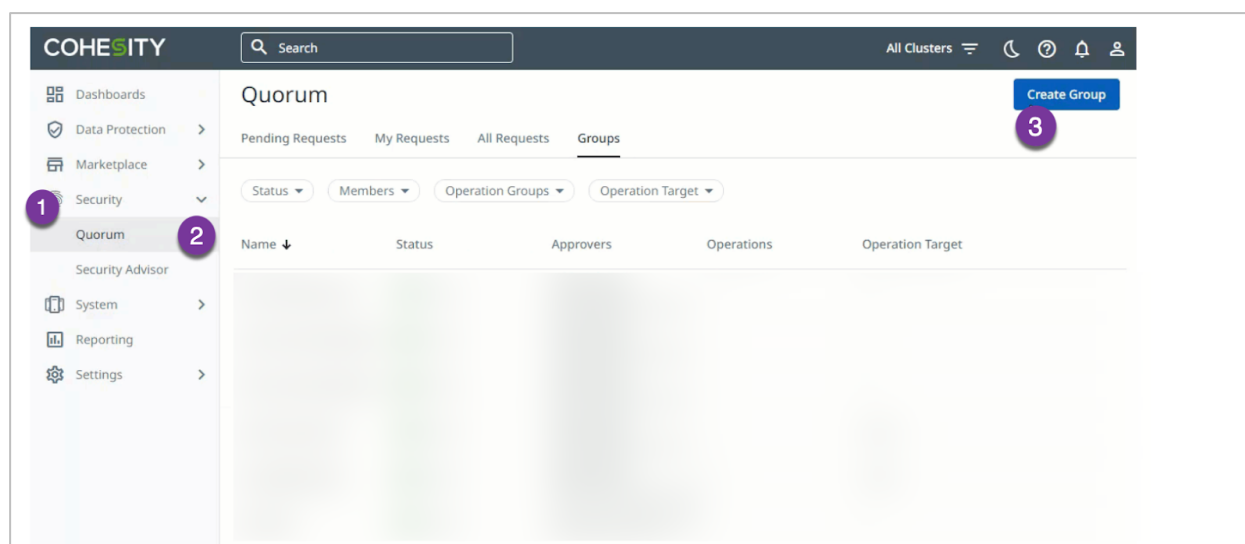 COHESITY
Search
All Clusters
Dashboards
Data Protection
Marketplace
1
Security
Quorum
2
Security Advisor
System
Reporting
Settings
Quorum
Create Group
3
Pending Requests My Requests All Requests Groups
Status Members Operation Groups Operation Target
Name Status Approvers Operations Operation Target